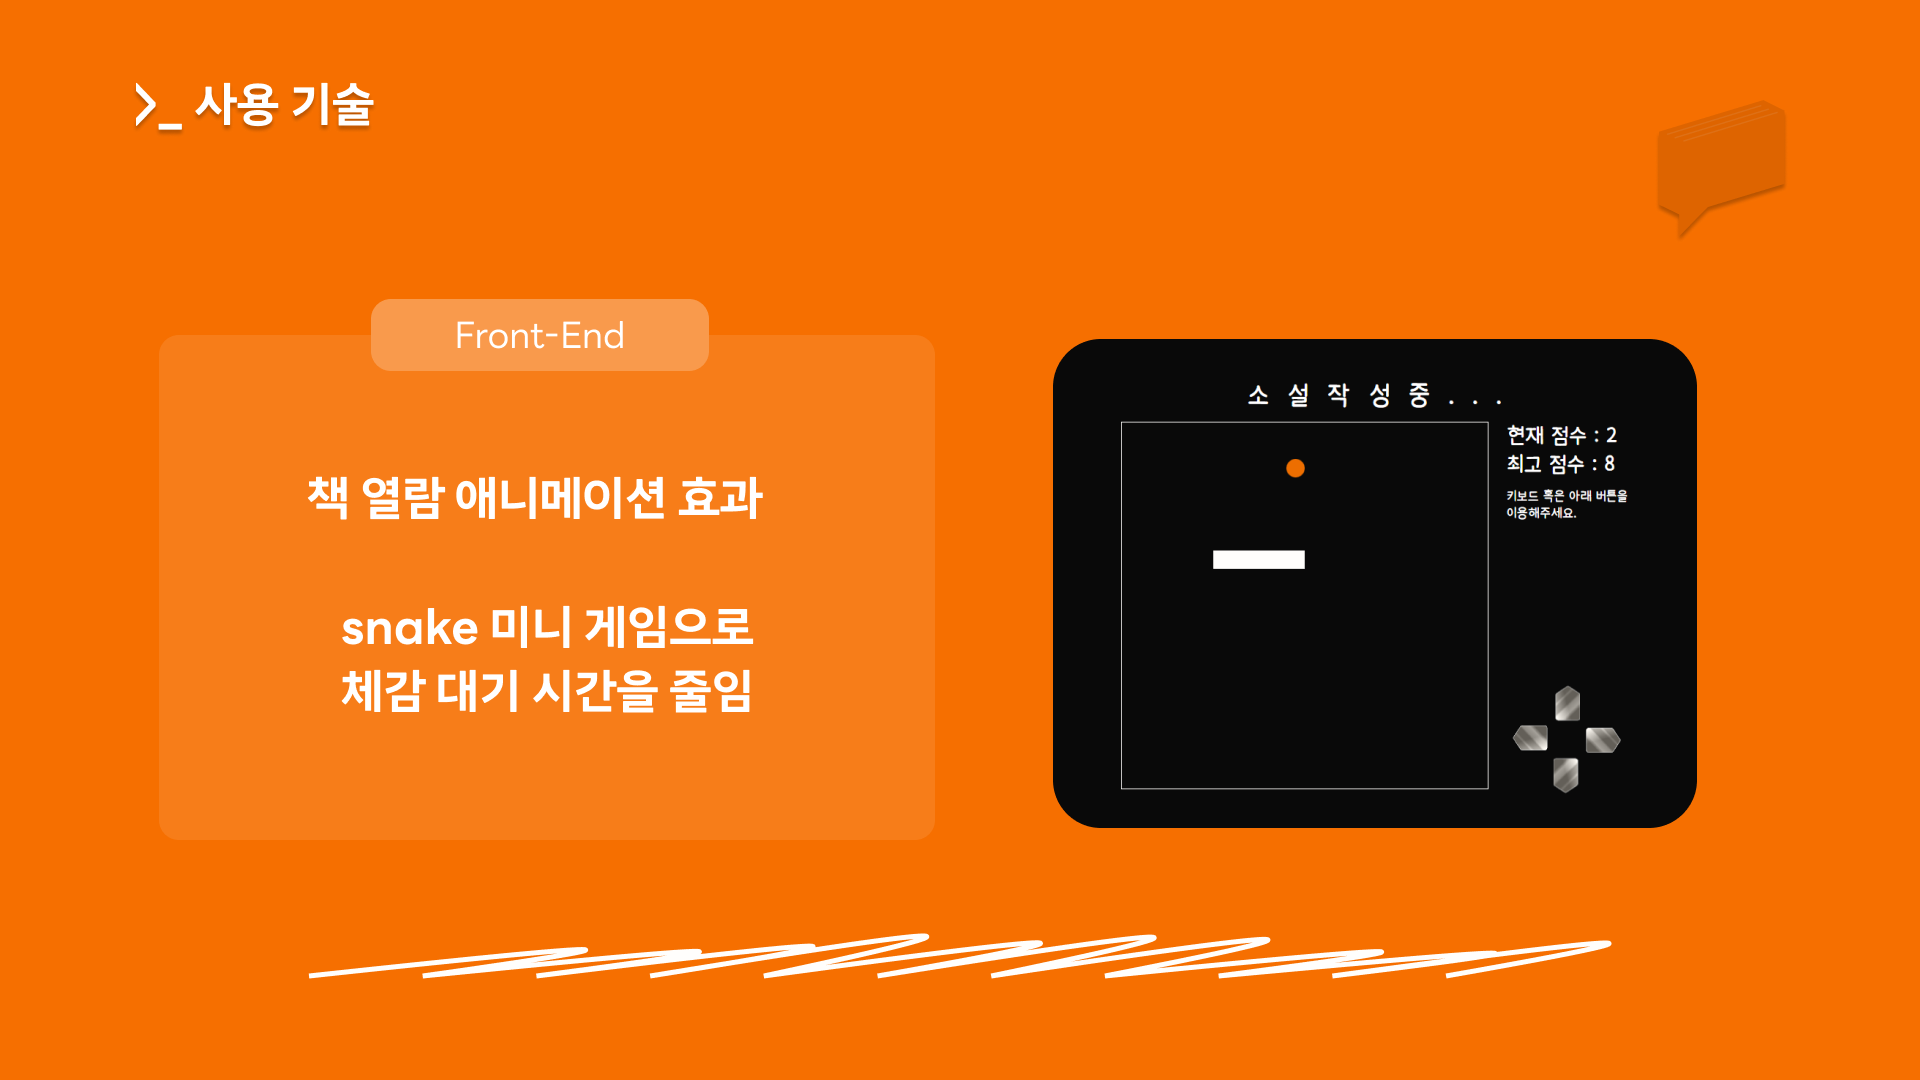 >_ 사용 기술
Front-End
책 열람 애니메이션 효과
snake 미니 게임으로
체감 대기 시간을 줄임
소 설 작 성 중 . . .
현재 점수 : 2
최고 점수 : 8
키보드 혹은 아래 버튼을
이용해주세요.